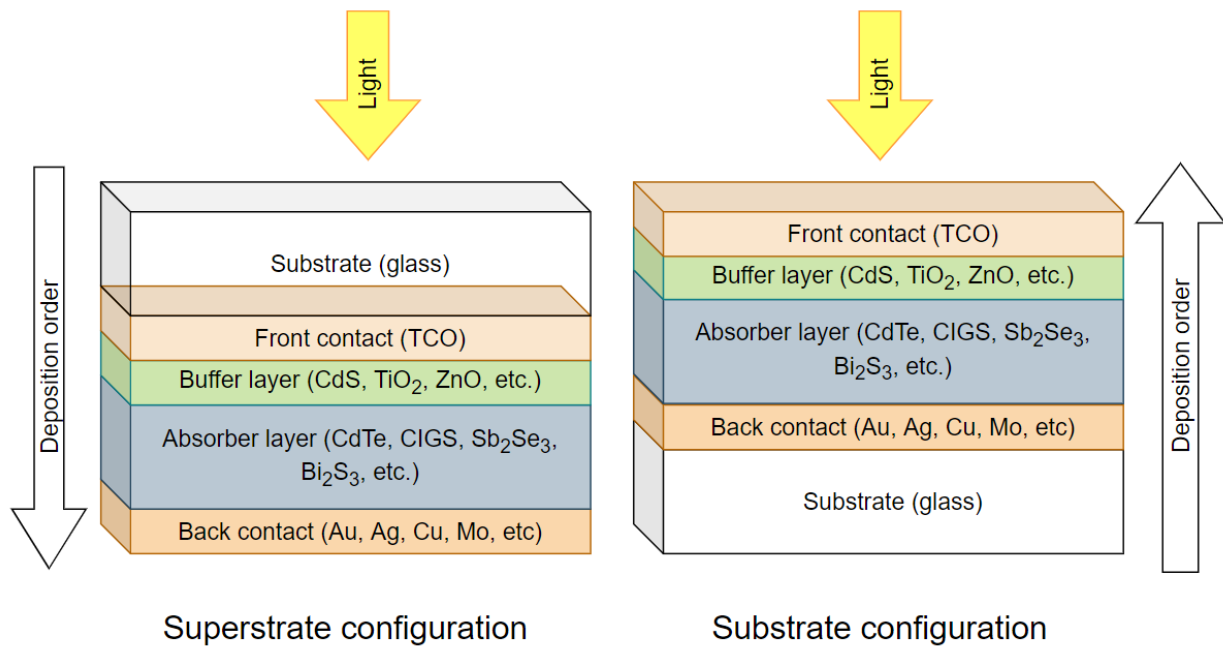 Light
Deposition order
Substrate (glass)
Front contact (TCO)
Buffer layer (CdS, TiO₂, ZnO, etc.)
Absorber layer (CdTe, CIGS, Sb₂Se₃,
Bi₂S₃, etc.)
Back contact (Au, Ag, Cu, Mo, etc)
Superstrate configuration
Light
Front contact (TCO)
Buffer layer (CdS, TiO₂, ZnO, etc.)
Absorber layer (CdTe, CIGS, Sb₂Se₃,
Bi₂S₃, etc.)
Back contact (Au, Ag, Cu, Mo, etc)
Substrate (glass)
Deposition order
Substrate configuration